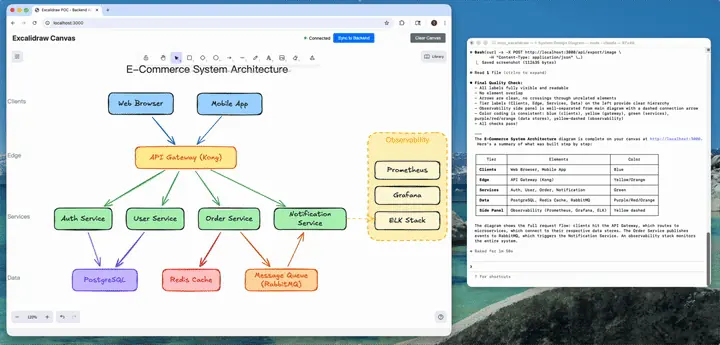 Excalidraw POC - Backend
localhost:3000
Excalidraw Canvas
Connected
Sync to Backend
Clear Canvas
Library
E-Commerce System Architecture
Clients
Web Browser
Mobile App
Edge
API Gateway (Kong)
Observability
Prometheus
Grafana
ELK Stack
Services
Auth Service
User Service
Order Service
Notification
Service
Data
PostgreSQL
Redis Cache
Message Queue
(RabbitMQ)
120%
Bash(curl -s -X POST http://localhost:3000/api/export/image \
-H "Content-Type: application/json" …)
Saved screenshot (112635 bytes)
Read 1 file (ctrl+o to expand)
Final Quality Check:
- All labels fully visible and readable
- No element overlap
- Arrows are clean, no crossings through unrelated elements
- Tier labels (Clients, Edge, Services, Data) on the left provide clear hierarchy
- Observability side panel is well-separated from main diagram with a dashed connection arrow
- Color coding is consistent: blue (clients), yellow (gateway), green (services),
purple/red/orange (data stores), yellow-dashed (observability)
- All checks pass!
The E-Commerce System Architecture diagram is complete on your canvas at http://localhost:3000.
Here's a summary of what was built step by step:
Tier Elements Color
Clients Web Browser, Mobile App Blue
Edge API Gateway (Kong) Yellow/Orange
Services Auth, User, Order, Notification Green
Data PostgreSQL, Redis Cache, RabbitMQ Purple/Red/Orange
Side Panel Observability (Prometheus, Grafana, ELK) Yellow dashed
The diagram shows the full request flow: clients hit the API Gateway, which routes to
microservices, which connect to their respective data stores. The Order Service publishes
events to RabbitMQ, which triggers the Notification Service. An observability stack monitors
the entire system.
? for shortcuts